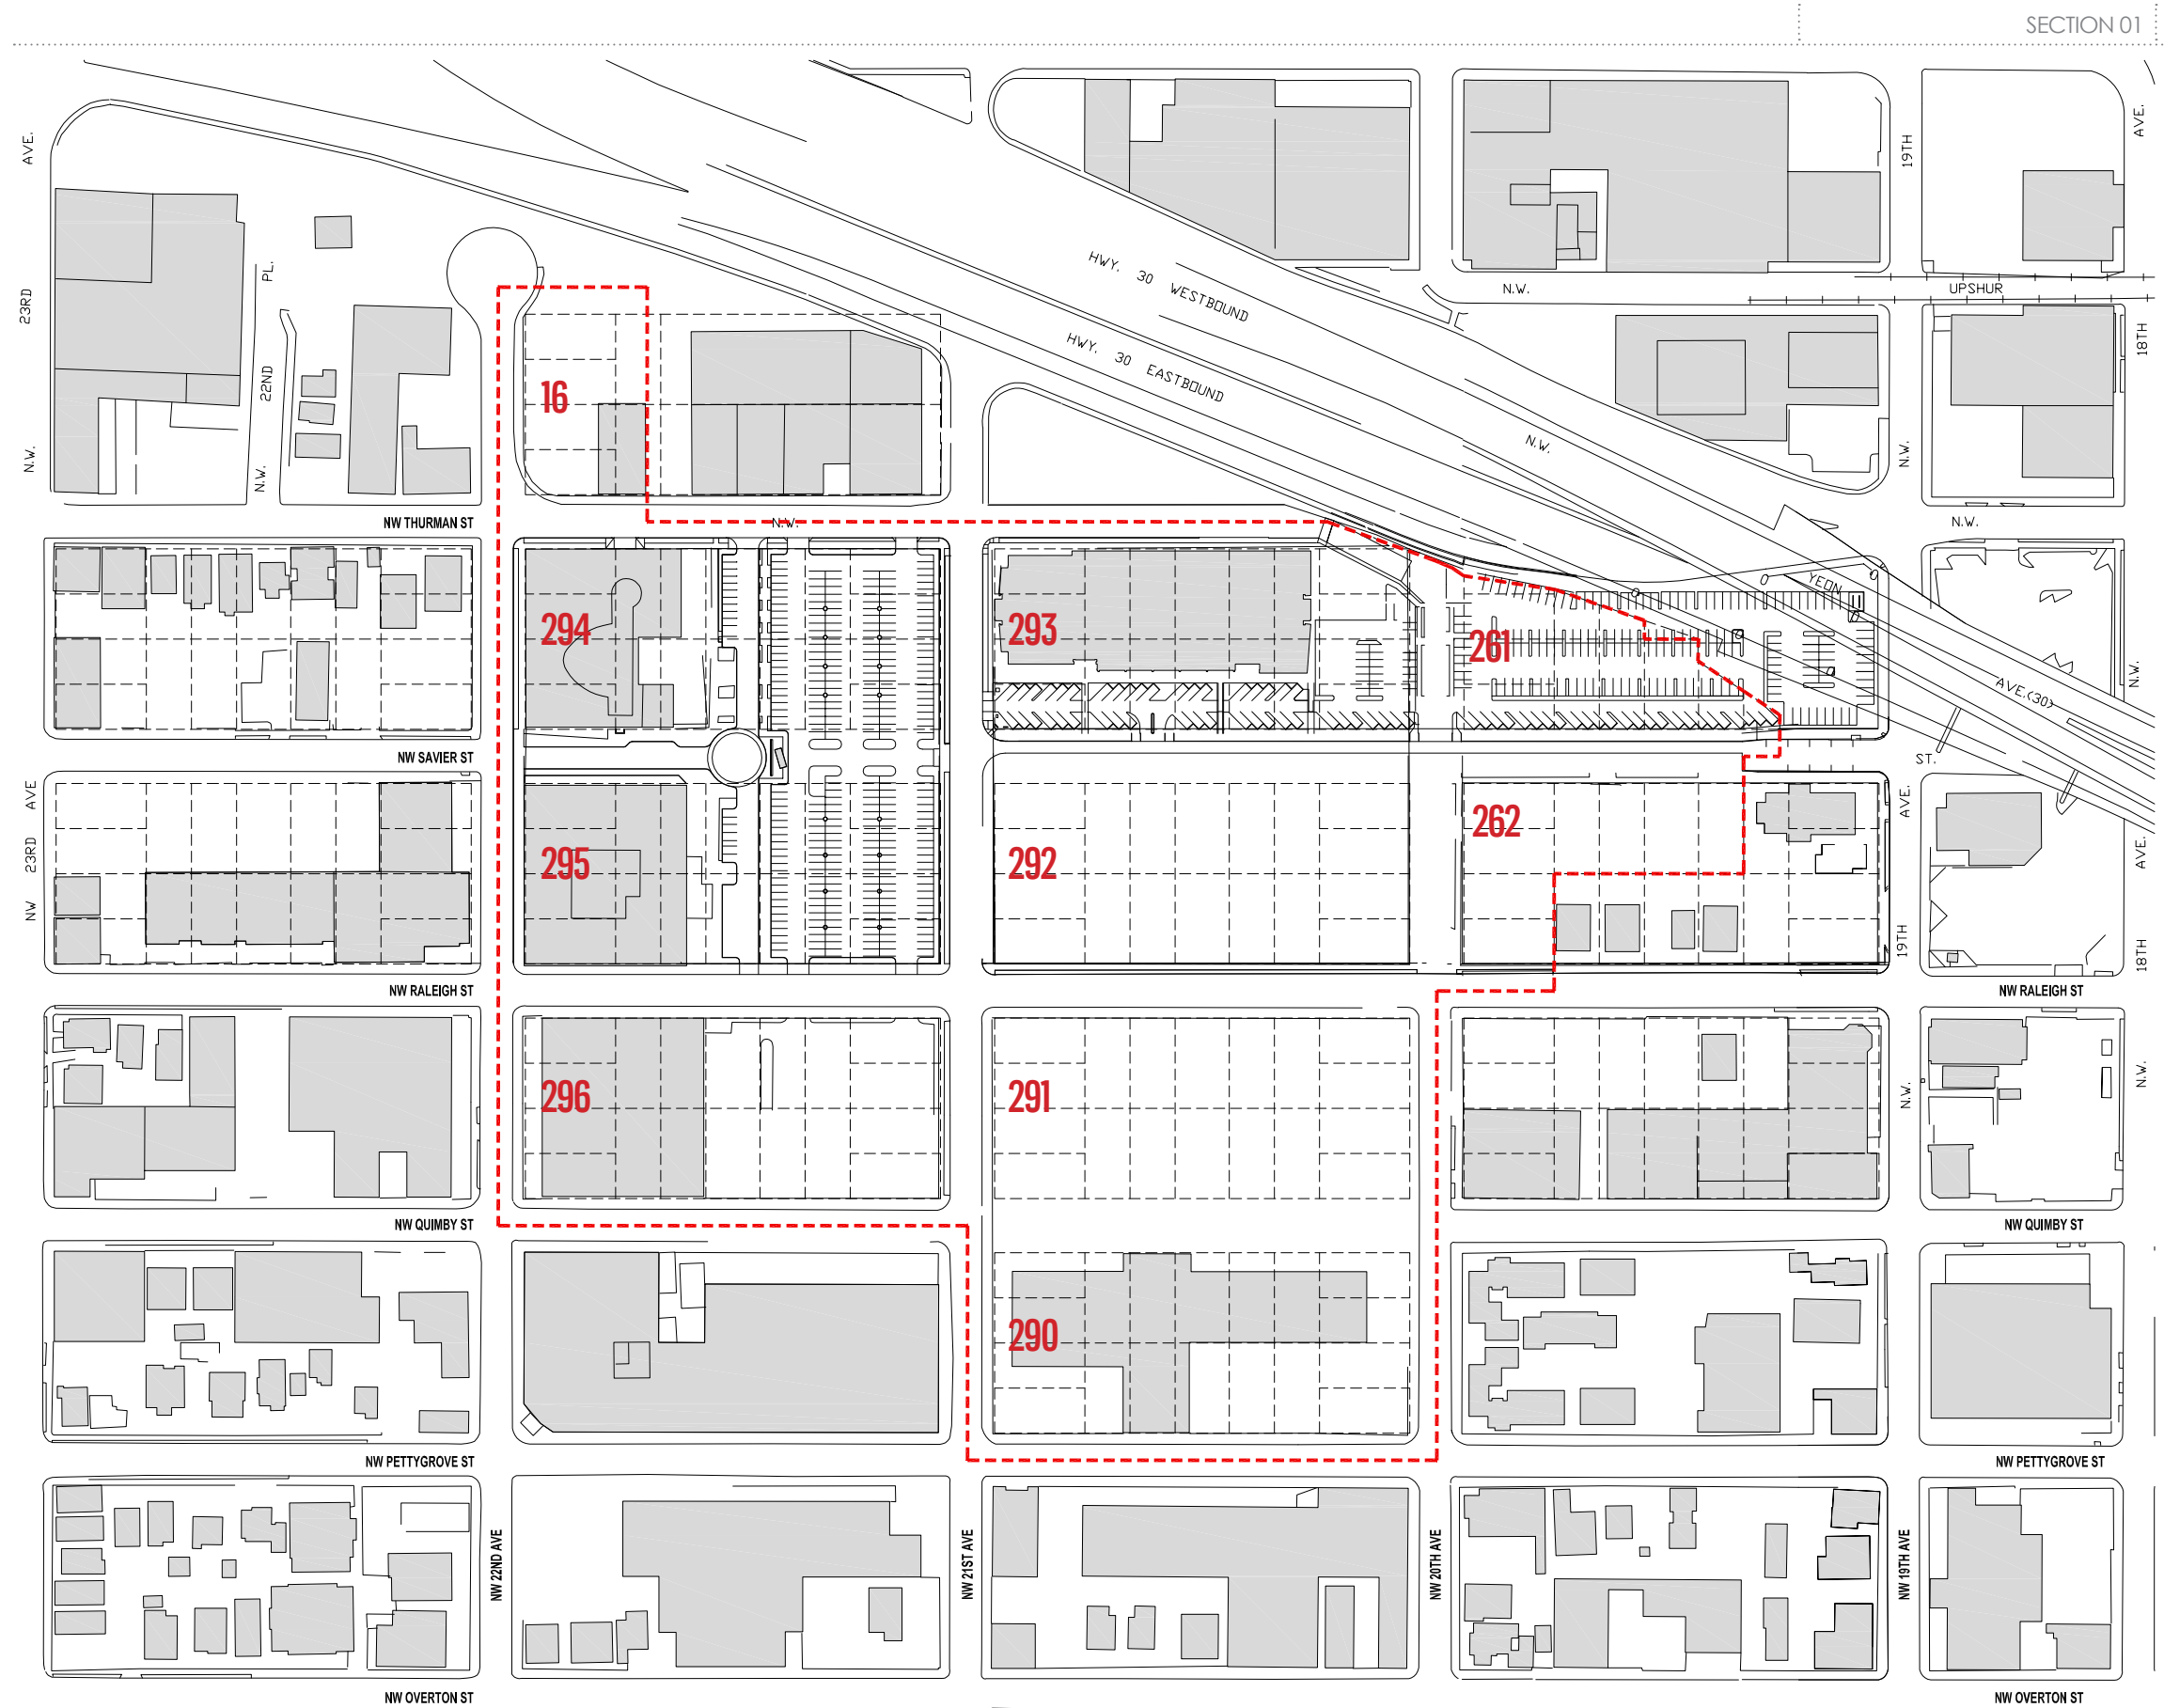 SECTION 01
AVE.
23RD
N.W.
N.W. 22ND PL.
HWY. 30 WESTBOUND
HWY. 30 EASTBOUND
N.W.
19TH
AVE.
N.W.
UPSHUR
18TH
16
N.W.
N.W.
NW THURMAN ST
N.W.
N.W.
294
293
261
YEON
AVE.(30)
N.W.
NW SAVIER ST
ST.
NW 23RD AVE
295
292
262
AVE.
19TH
N.W.
AVE.
18TH
N.W.
NW RALEIGH ST
NW RALEIGH ST
296
291
NW QUIMBY ST
NW QUIMBY ST
290
NW PETTYGROVE ST
NW PETTYGROVE ST
NW 22ND AVE
NW 21ST AVE
NW 20TH AVE
NW 19TH AVE
NW OVERTON ST
NW OVERTON ST